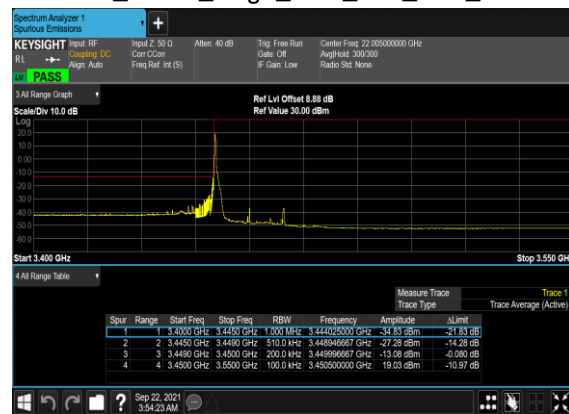 Spectrum Analyzer 1
Spurious Emissions
+
KEYSIGHT Input: RF Input Z: 50 Ω Atten: 40 dB Trig: Free Run Center Freq: 22.005000000 GHz
RL Coupling: DC Corr CCorr Gate: Off Avg|Hold: 300/300
Align: Auto Freq Ref: Int (S) IF Gain: Low Radio Std: None
PASS
3 All Range Graph
Ref Lvl Offset 8.88 dB
Scale/Div 10.0 dB Ref Value 30.00 dBm
Log
20.0
10.0
0.00
-10.0
-20.0
-30.0
-40.0
-50.0
-60.0
Start 3.400 GHz Stop 3.550 GH
4 All Range Table
Measure Trace Trace 1
Trace Type Trace Average (Active)
Spur Range Start Freq Stop Freq RBW Frequency Amplitude ΔLimit
1 1 3.4000 GHz 3.4450 GHz 1.000 MHz 3.444025000 GHz -34.83 dBm -21.83 dB
2 2 3.4450 GHz 3.4490 GHz 510.0 kHz 3.448946667 GHz -27.28 dBm -14.28 dB
3 3 3.4490 GHz 3.4500 GHz 200.0 kHz 3.449996667 GHz -13.08 dBm -0.080 dB
4 4 3.4500 GHz 3.5500 GHz 100.0 kHz 3.450500000 GHz 19.03 dBm -10.97 dB
?
Sep 22, 2021
3:54:23 AM